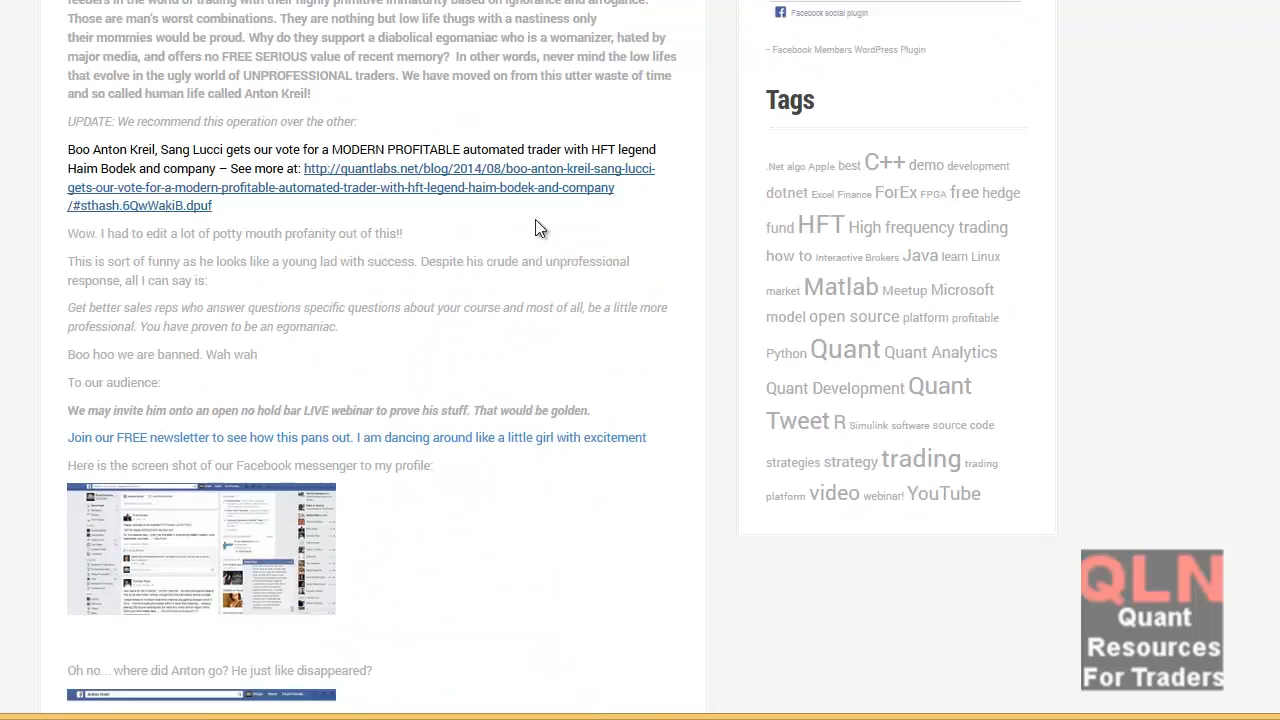 feeders in the world of trading with their highly primitive immaturity based on ignorance and arrogance.
Those are man's worst combinations. They are nothing but low life thugs with a nastiness only
their mommies would be proud. Why do they support a diabolical egomaniac who is a womanizer, hated by
major media, and offers no FREE SERIOUS value of recent memory? In other words, never mind the low lifes
that evolve in the ugly world of UNPROFESSIONAL traders. We have moved on from this utter waste of time
and so called human life called Anton Kreil!
UPDATE: We recommend this operation over the other:
Boo Anton Kreil, Sang Lucci gets our vote for a MODERN PROFITABLE automated trader with HFT legend
Haim Bodek and company – See more at: http://quantlabs.net/blog/2014/08/boo-anton-kreil-sang-lucci-
gets-our-vote-for-a-modern-profitable-automated-trader-with-hft-legend-haim-bodek-and-company
/#sthash.6QwWakiB.dpuf
Wow. I had to edit a lot of potty mouth profanity out of this!!
This is sort of funny as he looks like a young lad with success. Despite his crude and unprofessional
response, all I can say is:
Get better sales reps who answer questions specific questions about your course and most of all, be a little more
professional. You have proven to be an egomaniac.
Boo hoo we are banned. Wah wah
To our audience:
We may invite him onto an open no hold bar LIVE webinar to prove his stuff. That would be golden.
Join our FREE newsletter to see how this pans out. I am dancing around like a little girl with excitement
Here is the screen shot of our Facebook messenger to my profile:
Oh no... where did Anton go? He just like disappeared?
Anton Kreil
Facebook social plugin
- Facebook Members WordPress Plugin
Tags
.Net algo Apple best C++ demo development
dotnet Excel Finance ForEx FPGA free hedge
fund HFT High frequency trading
how to Interactive Brokers Java learn Linux
market Matlab Meetup Microsoft
model open source platform profitable
Python Quant Quant Analytics
Quant Development Quant
Tweet R Simulink software source code
strategies strategy trading trading
platform video webinar! YouTube
QLN
Quant
Resources
For Traders